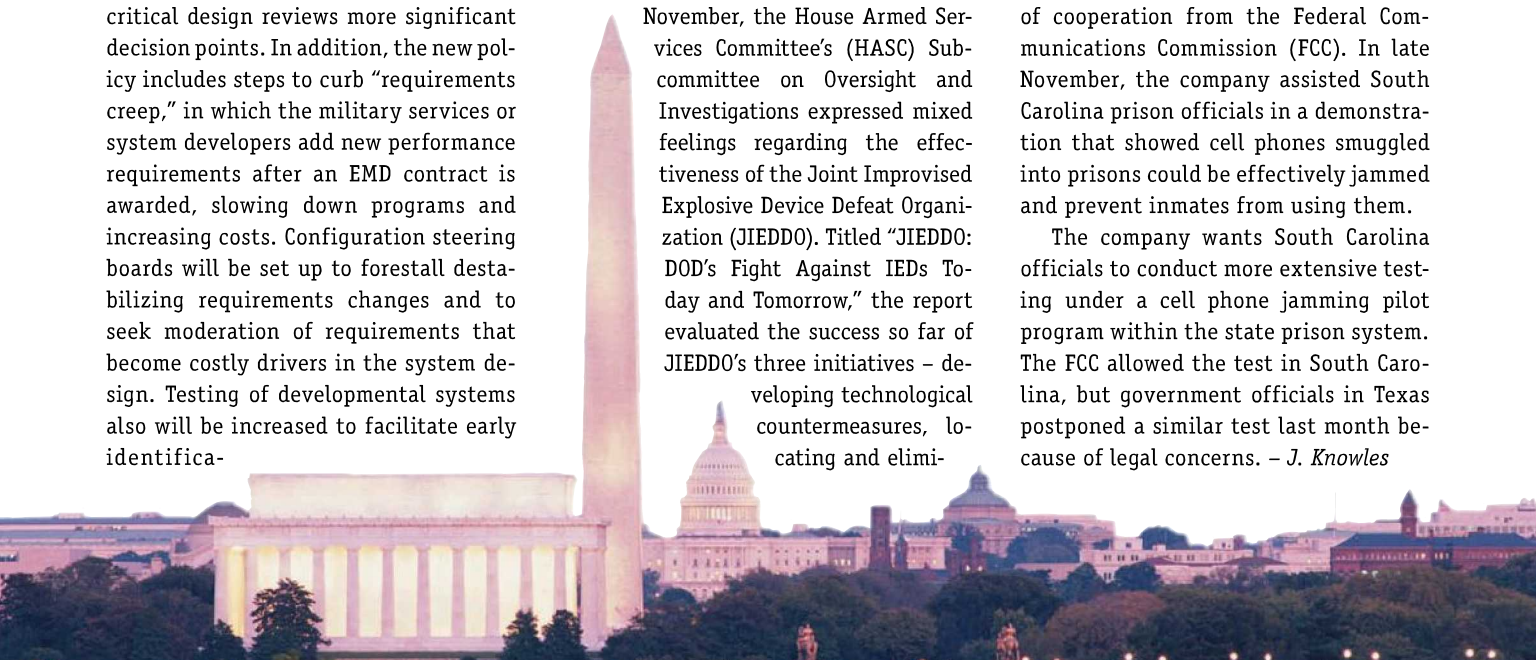 critical design reviews more significant
decision points. In addition, the new pol-
icy includes steps to curb “requirements
creep,” in which the military services or
system developers add new performance
requirements after an EMD contract is
awarded, slowing down programs and
increasing costs. Configuration steering
boards will be set up to forestall desta-
bilizing requirements changes and to
seek moderation of requirements that
become costly drivers in the system de-
sign. Testing of developmental systems
also will be increased to facilitate early
identifica-
November, the House Armed Ser-
vices Committee’s (HASC) Sub-
committee on Oversight and
Investigations expressed mixed
feelings regarding the effec-
tiveness of the Joint Improvised
Explosive Device Defeat Organi-
zation (JIEDDO). Titled “JIEDDO:
DOD’s Fight Against IEDs To-
day and Tomorrow,” the report
evaluated the success so far of
JIEDDO’s three initiatives – de-
veloping technological
countermeasures, lo-
cating and elimi-
of cooperation from the Federal Com-
munications Commission (FCC). In late
November, the company assisted South
Carolina prison officials in a demonstra-
tion that showed cell phones smuggled
into prisons could be effectively jammed
and prevent inmates from using them.
The company wants South Carolina
officials to conduct more extensive test-
ing under a cell phone jamming pilot
program within the state prison system.
The FCC allowed the test in South Caro-
lina, but government officials in Texas
postponed a similar test last month be-
cause of legal concerns. – J. Knowles